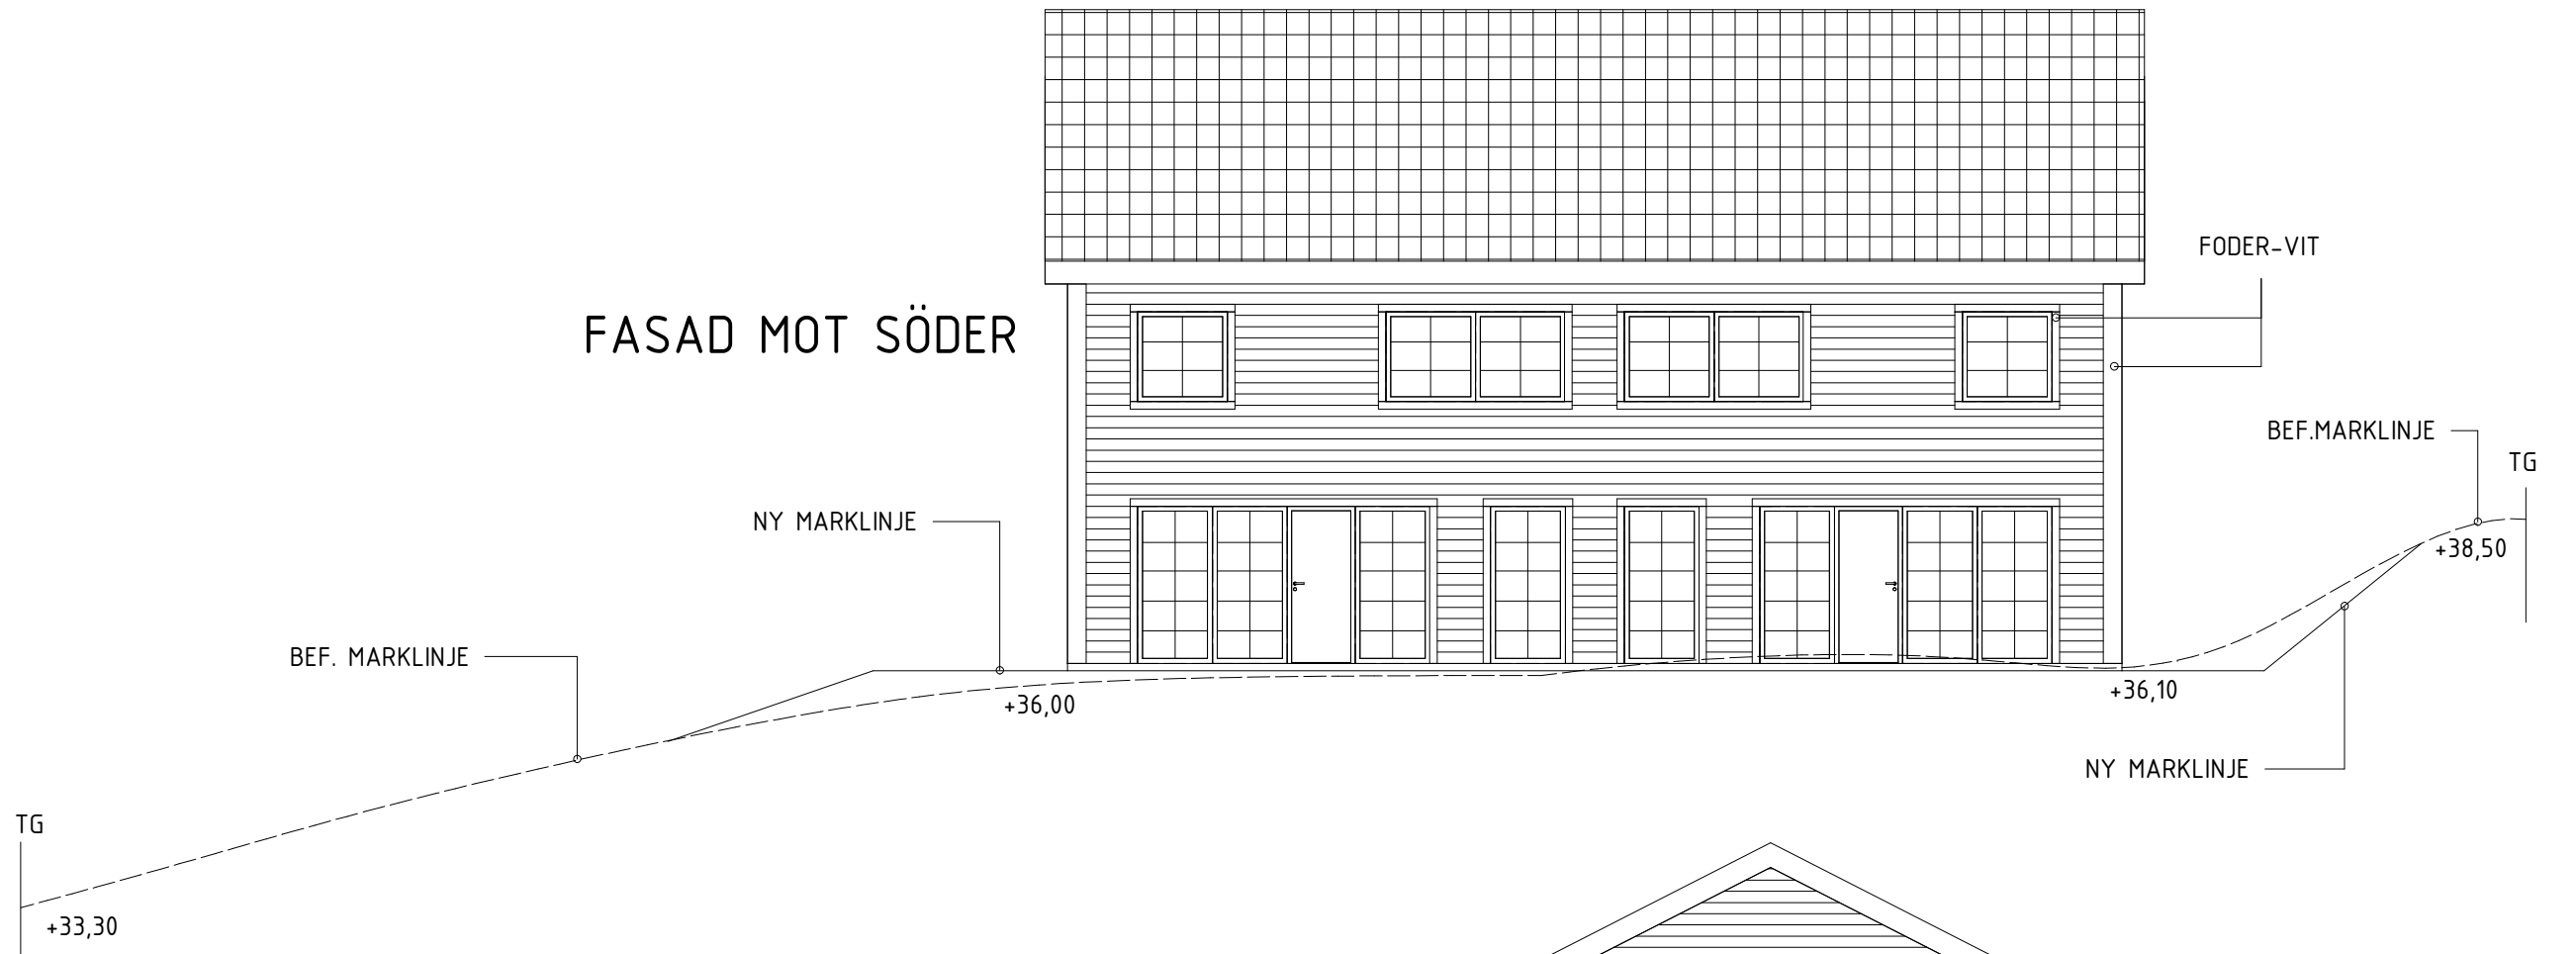 FODER-VIT
FASAD MOT SÖDER
BEF.MARKLINJE
TG
NY MARKLINJE
+38,50
BEF. MARKLINJE
+36,00
+36,10
NY MARKLINJE
TG
+33,30